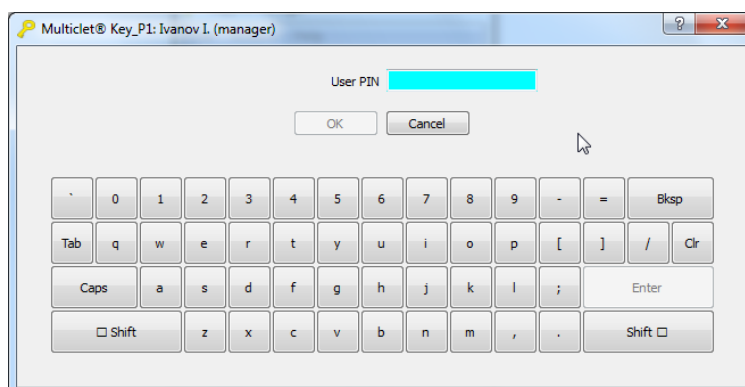 Multiclet® Key_P1: Ivanov I. (manager)
User PIN
OK Cancel
` 0 1 2 3 4 5 6 7 8 9 - = Bksp
Tab q w e r t y u i o p [ ] / Clr
Caps a s d f g h j k l ; Enter
□ Shift z x c v b n m , . Shift □